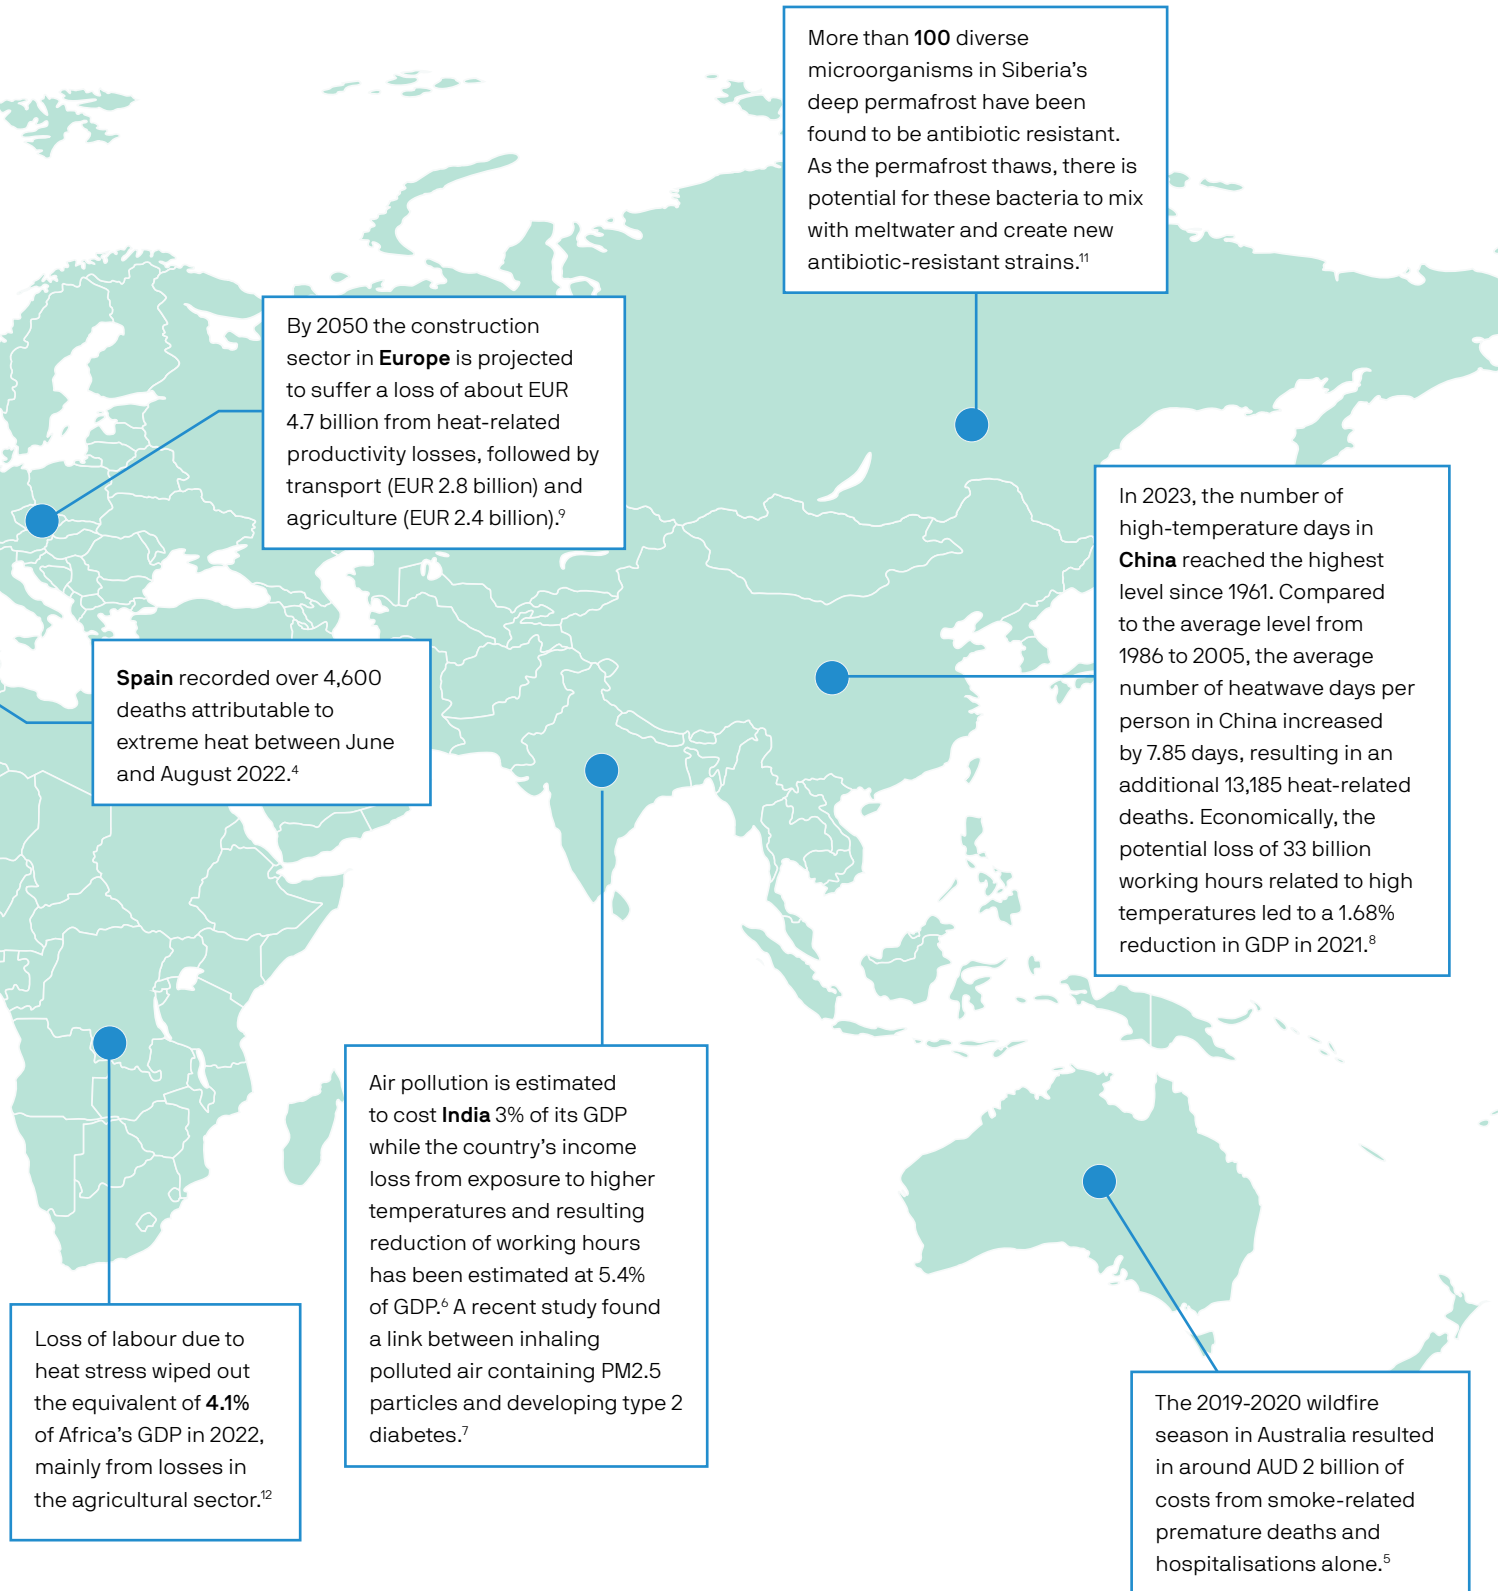 More than 100 diverse
microorganisms in Siberia's
deep permafrost have been
found to be antibiotic resistant.
As the permafrost thaws, there is
potential for these bacteria to mix
with meltwater and create new
antibiotic-resistant strains.11
By 2050 the construction
sector in Europe is projected
to suffer a loss of about EUR
4.7 billion from heat-related
productivity losses, followed by
transport (EUR 2.8 billion) and
agriculture (EUR 2.4 billion).9
In 2023, the number of
high-temperature days in
China reached the highest
level since 1961. Compared
to the average level from
1986 to 2005, the average
number of heatwave days per
person in China increased
by 7.85 days, resulting in an
additional 13,185 heat-related
deaths. Economically, the
potential loss of 33 billion
working hours related to high
temperatures led to a 1.68%
reduction in GDP in 2021.8
Spain recorded over 4,600
deaths attributable to
extreme heat between June
and August 2022.4
Air pollution is estimated
to cost India 3% of its GDP
while the country's income
loss from exposure to higher
temperatures and resulting
reduction of working hours
has been estimated at 5.4%
of GDP.6 A recent study found
a link between inhaling
polluted air containing PM2.5
particles and developing type 2
diabetes.7
Loss of labour due to
heat stress wiped out
the equivalent of 4.1%
of Africa's GDP in 2022,
mainly from losses in
the agricultural sector.12
The 2019-2020 wildfire
season in Australia resulted
in around AUD 2 billion of
costs from smoke-related
premature deaths and
hospitalisations alone.5